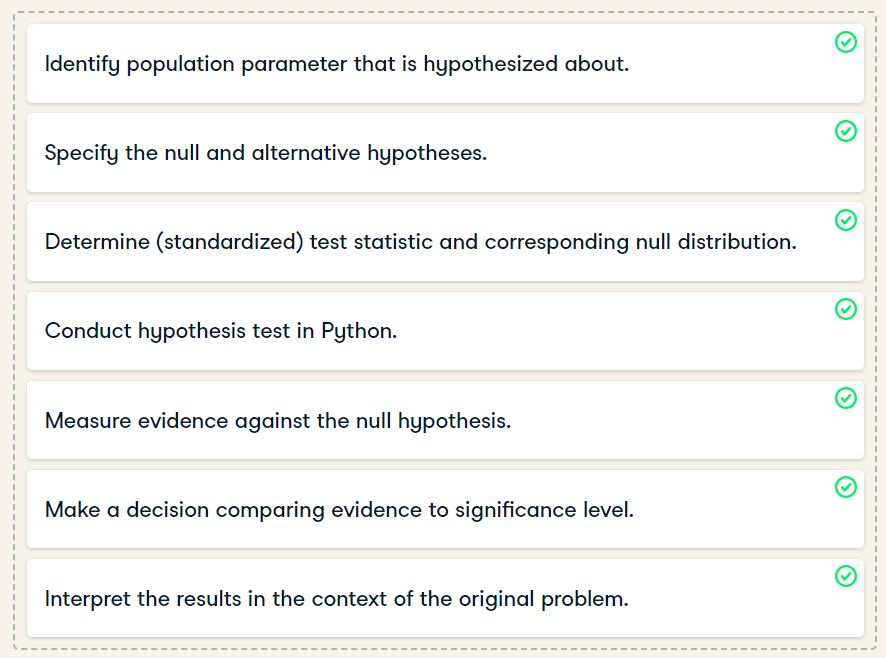 Identify population parameter that is hypothesized about.
Specify the null and alternative hypotheses.
Determine (standardized) test statistic and corresponding null distribution.
Conduct hypothesis test in Python.
Measure evidence against the null hypothesis.
Make a decision comparing evidence to significance level.
Interpret the results in the context of the original problem.